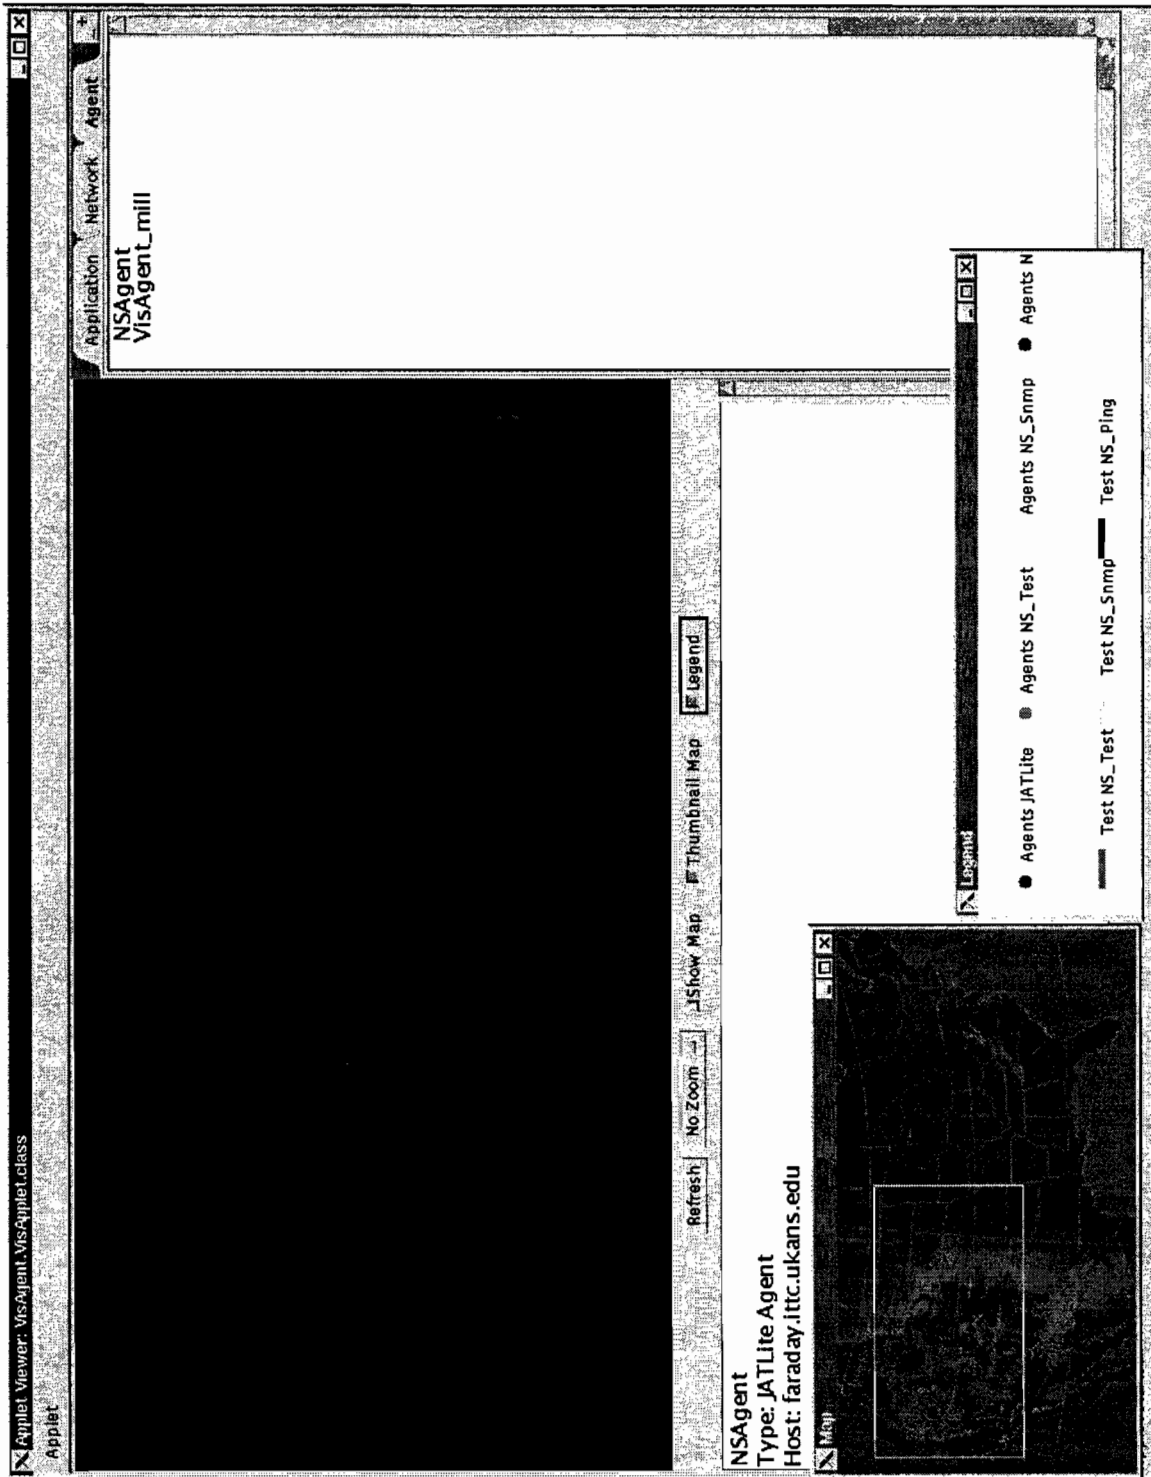 Applet Viewer: VisAgent.VisApplet.class
Applet
Application
Network
Agent
NSAgent
VisAgent_mill
Refresh
No Zoom
Show Map
Thumbnail Map
Legend
NSAgent
Type: JATLite Agent
Host: faraday.ittc.ukans.edu
Map
Legend
Agents JATLite
Agents NS_Test
Agents NS_Snmp
Agents N
Test NS_Test
Test NS_Snmp
Test NS_Ping